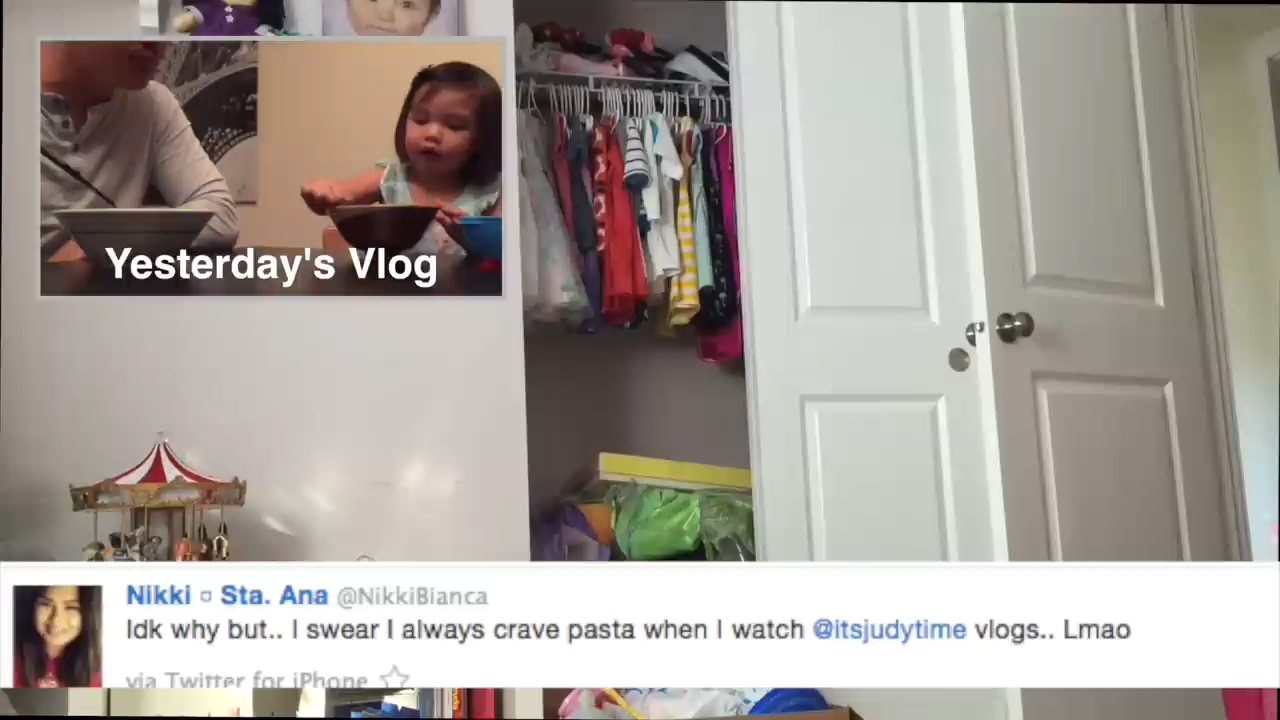 Yesterday's Vlog
Nikki ▫ Sta. Ana @NikkiBianca
Idk why but.. I swear I always crave pasta when I watch @itsjudytime vlogs.. Lmao
via Twitter for iPhone